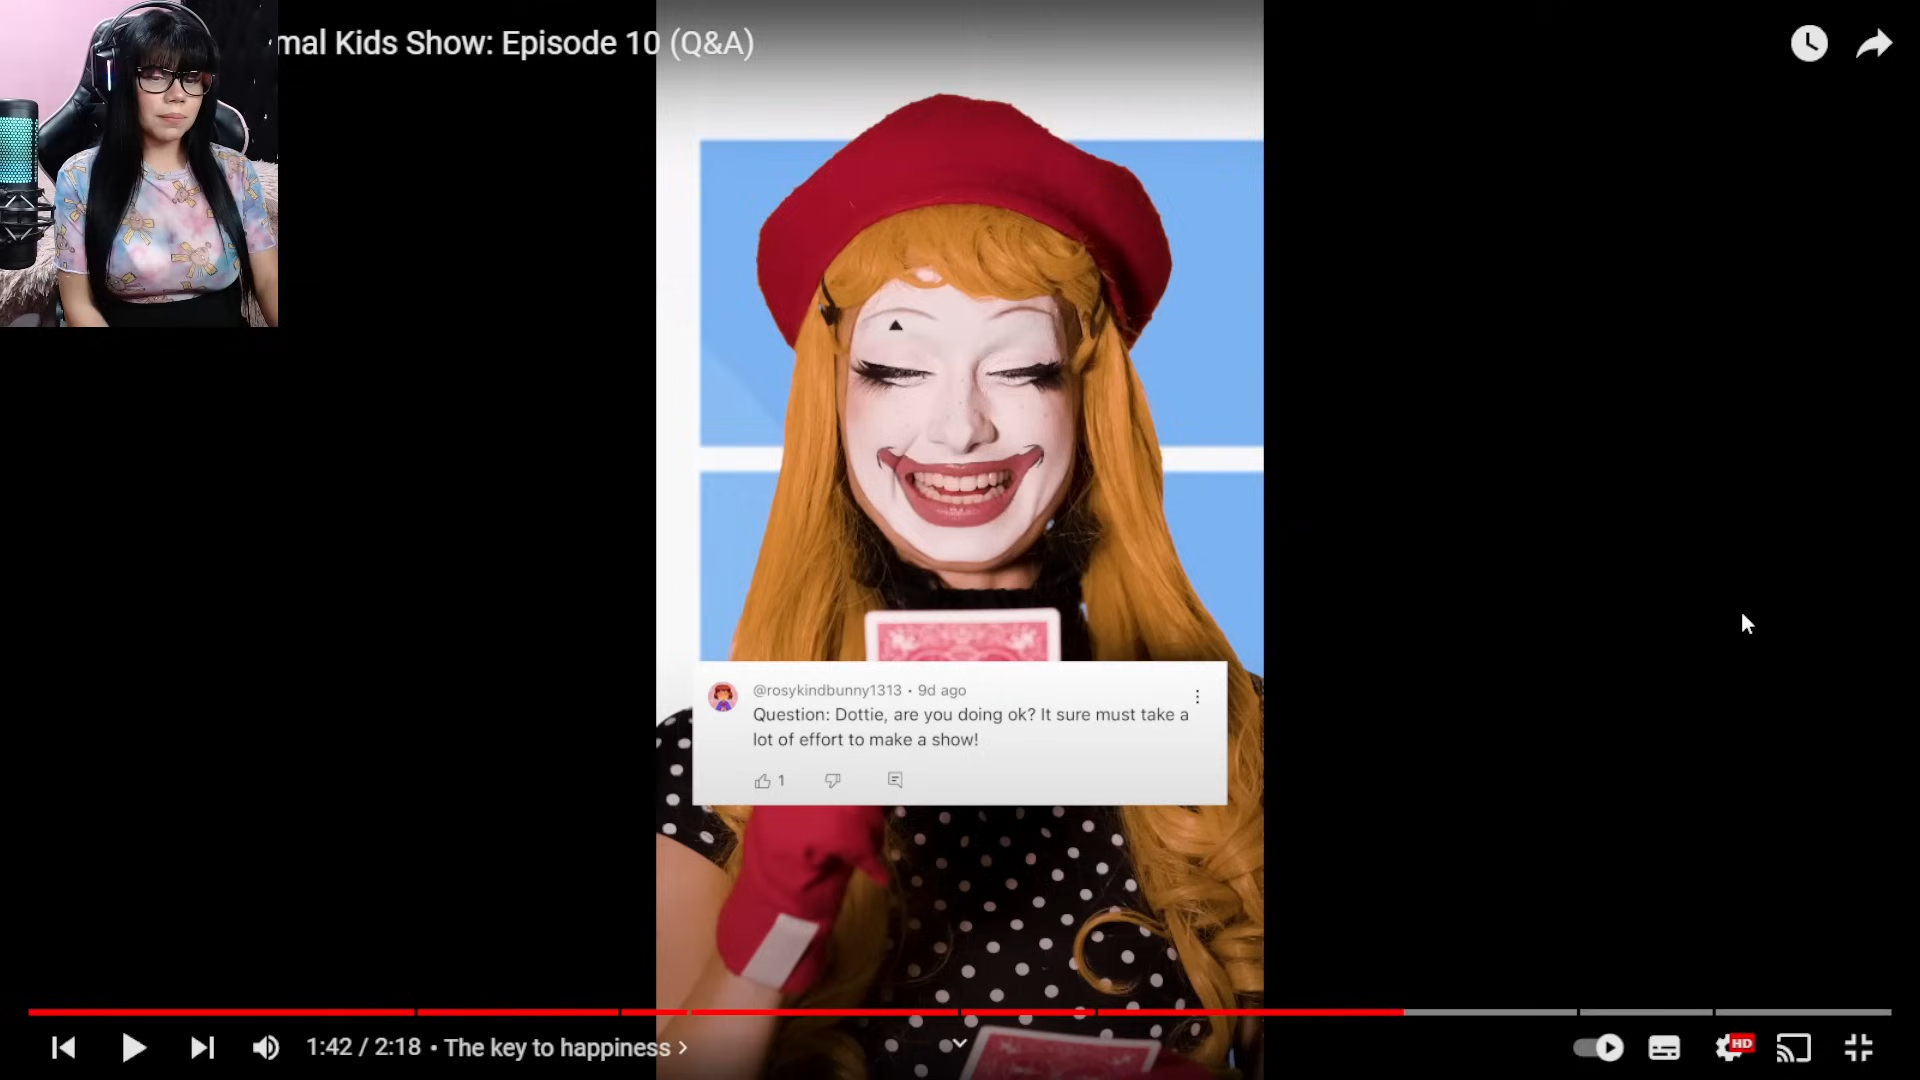 mal Kids Show: Episode 10 (Q&A)
@rosykindbunny1313 • 9d ago
Question: Dottie, are you doing ok? It sure must take a
lot of effort to make a show!
1
1:42 / 2:18 • The key to happiness >
HD